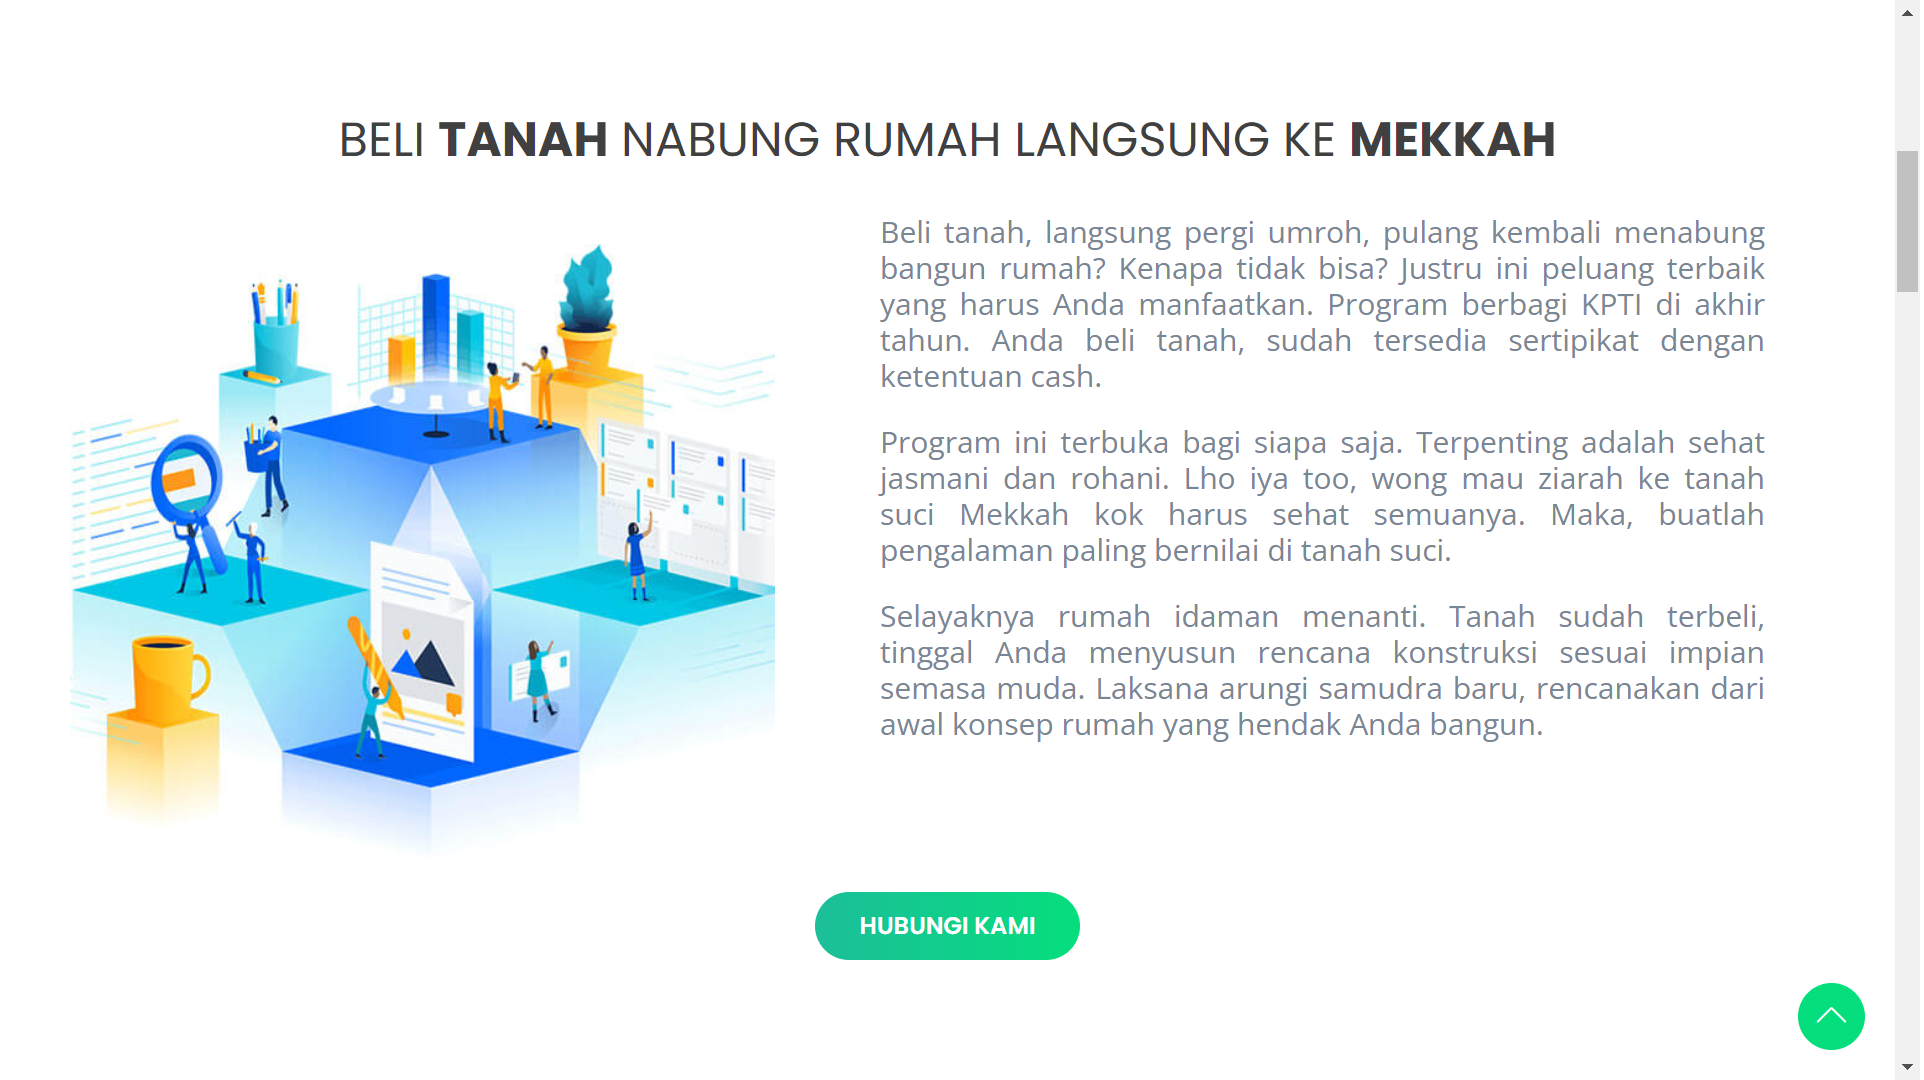 BELI TANAH NABUNG RUMAH LANGSUNG KE MEKKAH
Beli tanah, langsung pergi umroh, pulang kembali menabung
bangun rumah? Kenapa tidak bisa? Justru ini peluang terbaik
yang harus Anda manfaatkan. Program berbagi KPTI di akhir
tahun. Anda beli tanah, sudah tersedia sertipikat dengan
ketentuan cash.
Program ini terbuka bagi siapa saja. Terpenting adalah sehat
jasmani dan rohani. Lho iya too, wong mau ziarah ke tanah
suci Mekkah kok harus sehat semuanya. Maka, buatlah
pengalaman paling bernilai di tanah suci.
Selayaknya rumah idaman menanti. Tanah sudah terbeli,
tinggal Anda menyusun rencana konstruksi sesuai impian
semasa muda. Laksana arungi samudra baru, rencanakan dari
awal konsep rumah yang hendak Anda bangun.
HUBUNGI KAMI